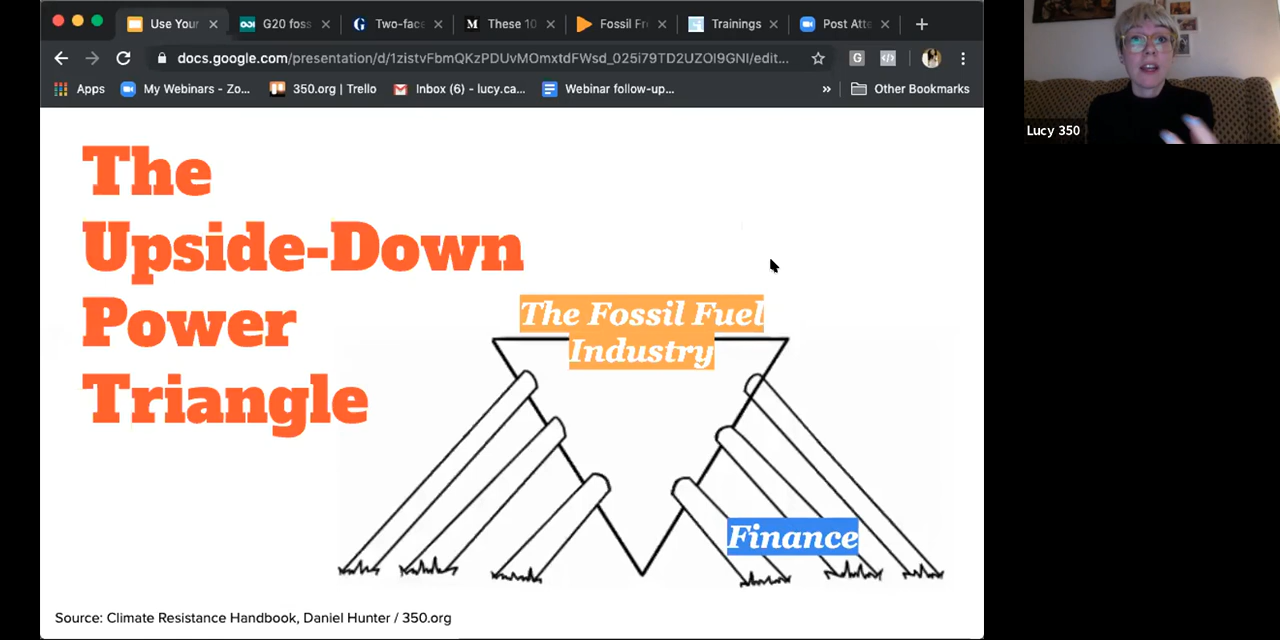 Use Your
G20 foss
Two-face
These 10
Fossil Fr
Trainings
Post Atte
docs.google.com/presentation/d/1zistvFbmQKzPDUvMOmxtdFWsd_025i79TD2UZOI9GNI/edit...
Apps
My Webinars - Zo...
350.org | Trello
Inbox (6) - lucy.ca...
Webinar follow-up...
»
Other Bookmarks
Lucy 350
The
Upside-Down
Power
Triangle
The Fossil Fuel
Industry
Finance
Source: Climate Resistance Handbook, Daniel Hunter / 350.org